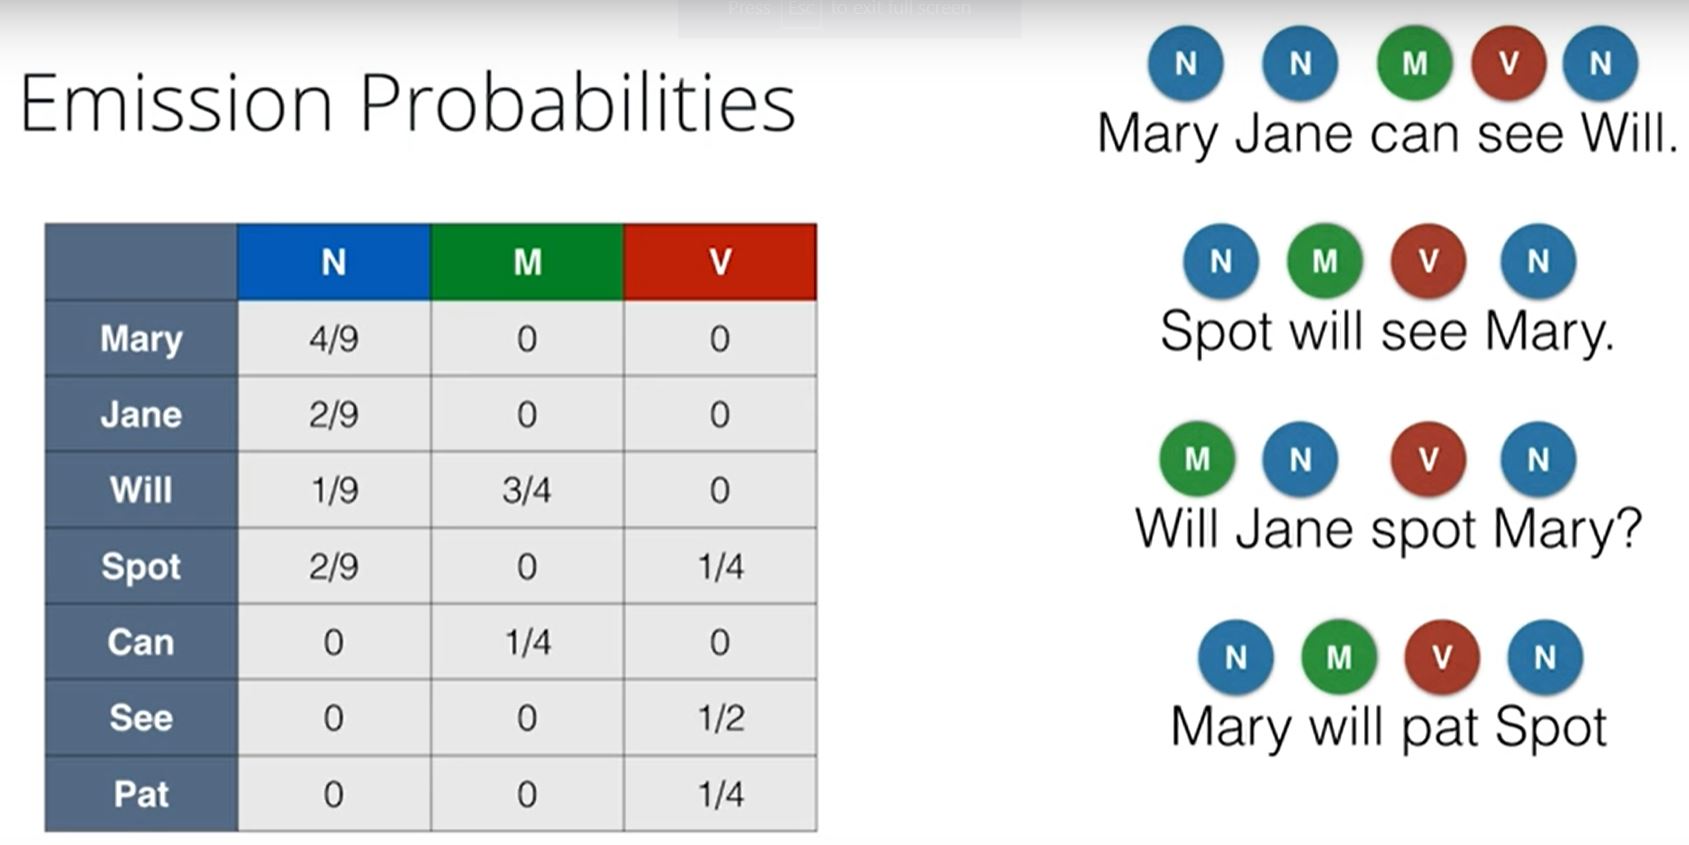 Press Esc to exit full screen
Emission Probabilities
N M V
Mary 4/9 0 0
Jane 2/9 0 0
Will 1/9 3/4 0
Spot 2/9 0 1/4
Can 0 1/4 0
See 0 0 1/2
Pat 0 0 1/4
N N M V N
Mary Jane can see Will.
N M V N
Spot will see Mary.
M N V N
Will Jane spot Mary?
N M V N
Mary will pat Spot